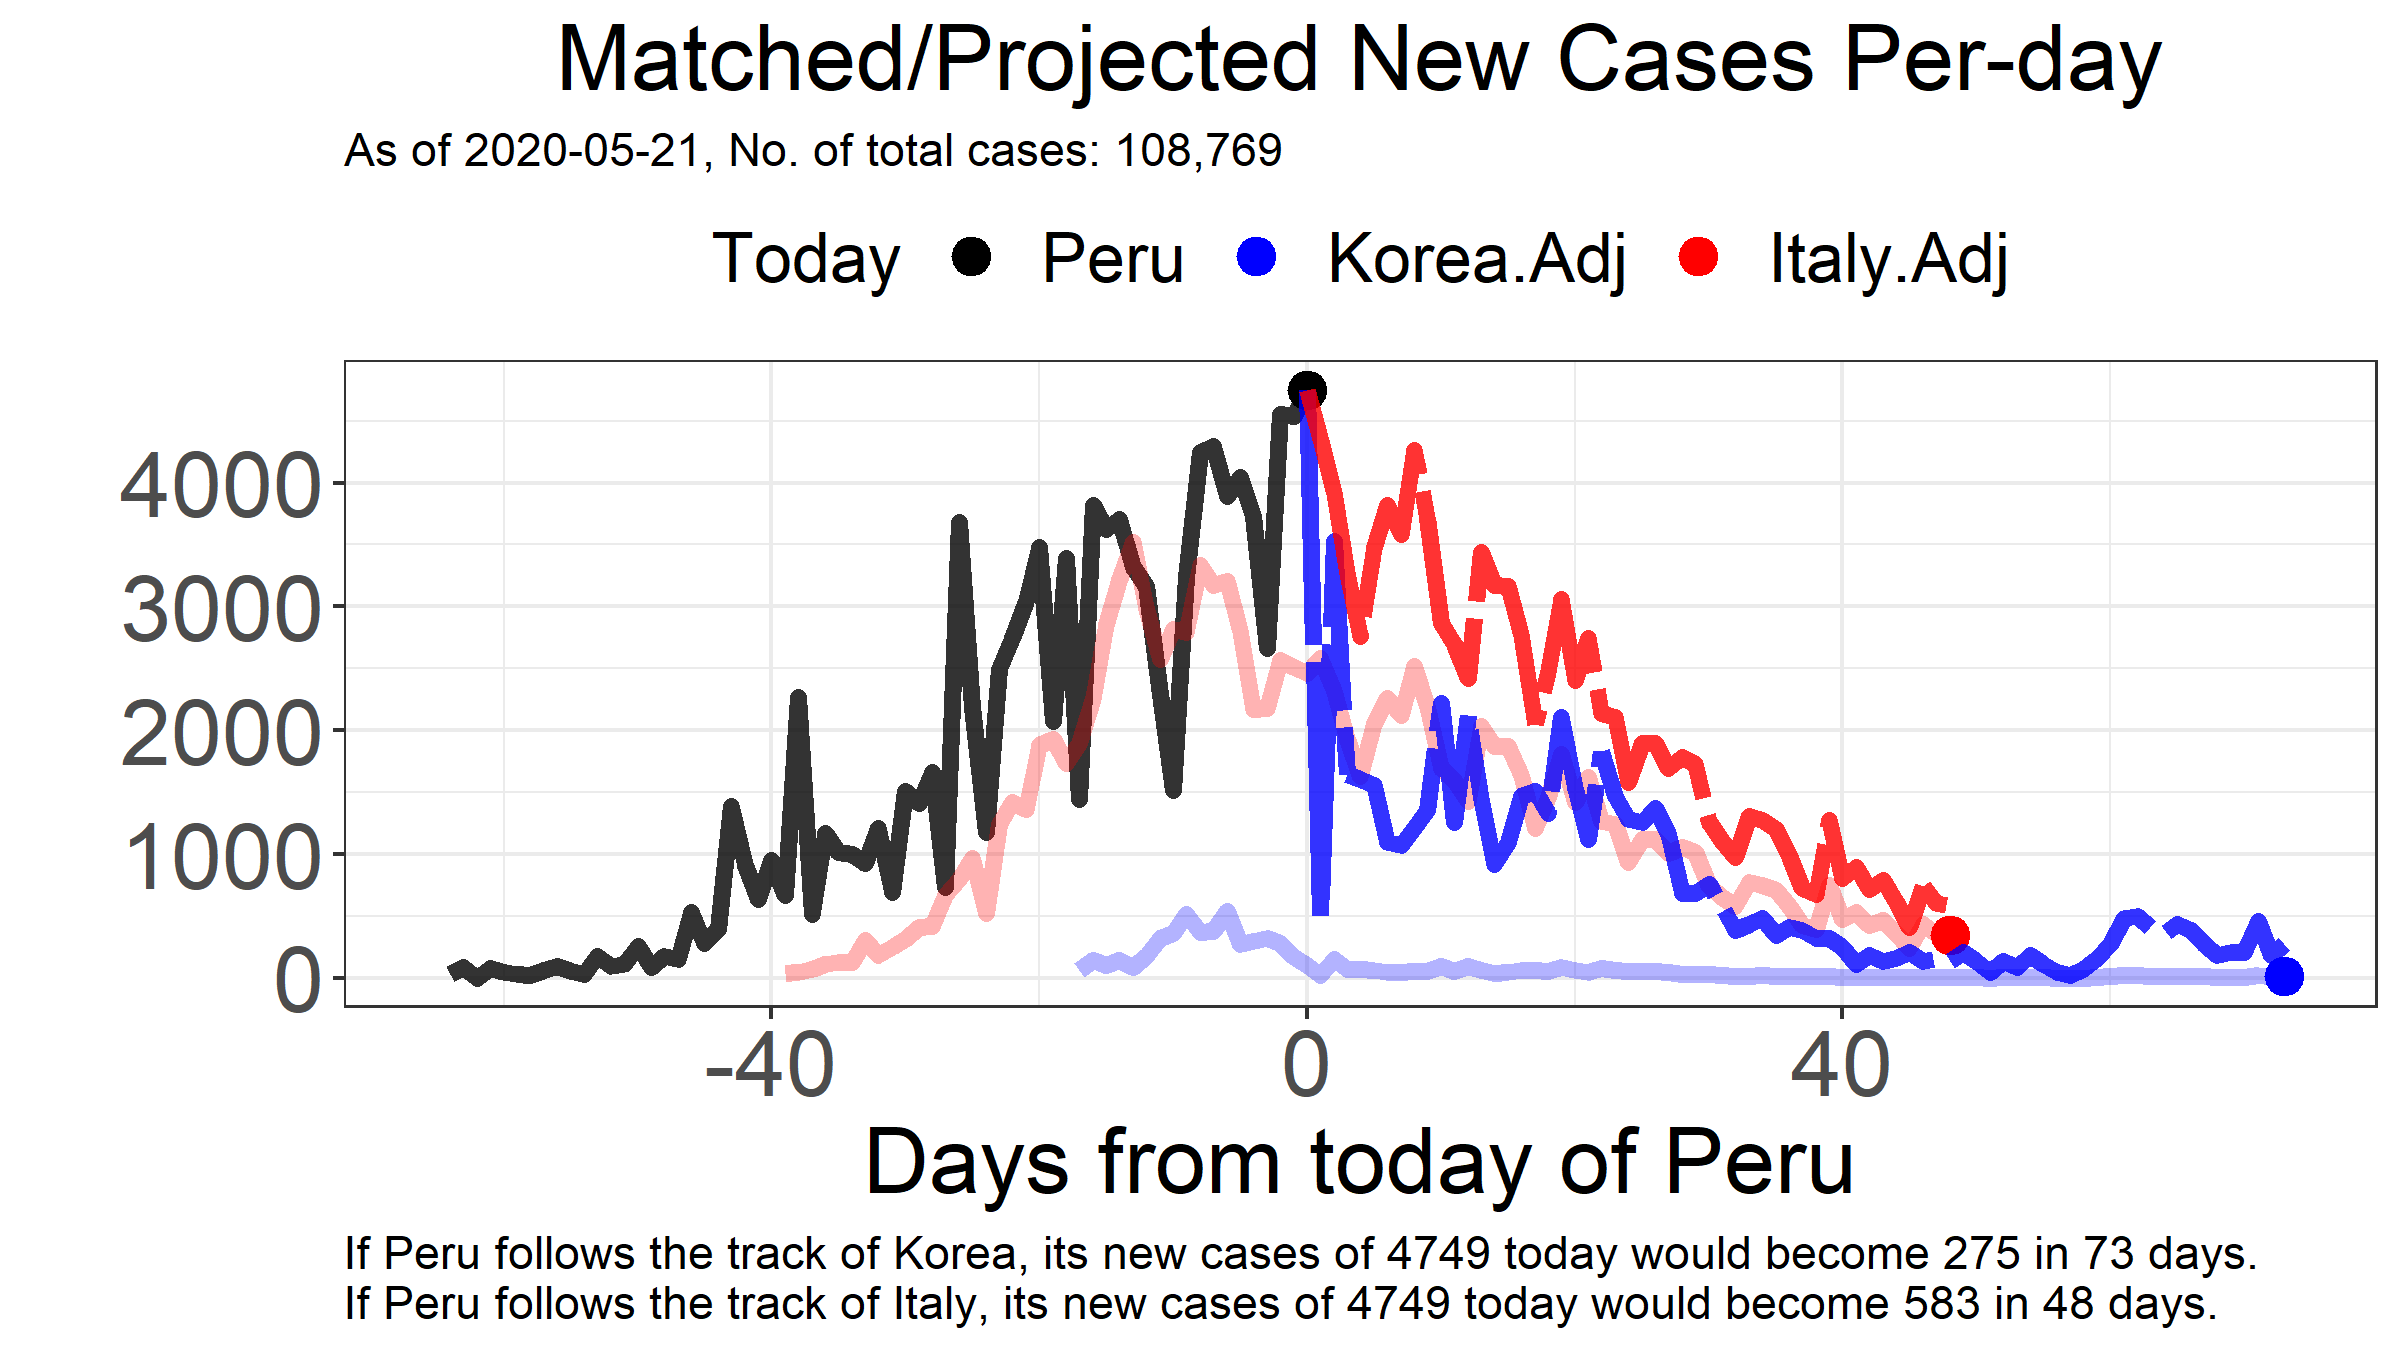 Matched/Projected New Cases Per-day
As of 2020-05-21, No. of total cases: 108,769
Today Peru Korea.Adj Italy.Adj
4000
3000
2000
1000
0
-40 0 40
Days from today of Peru
If Peru follows the track of Korea, its new cases of 4749 today would become 275 in 73 days.
If Peru follows the track of Italy, its new cases of 4749 today would become 583 in 48 days.